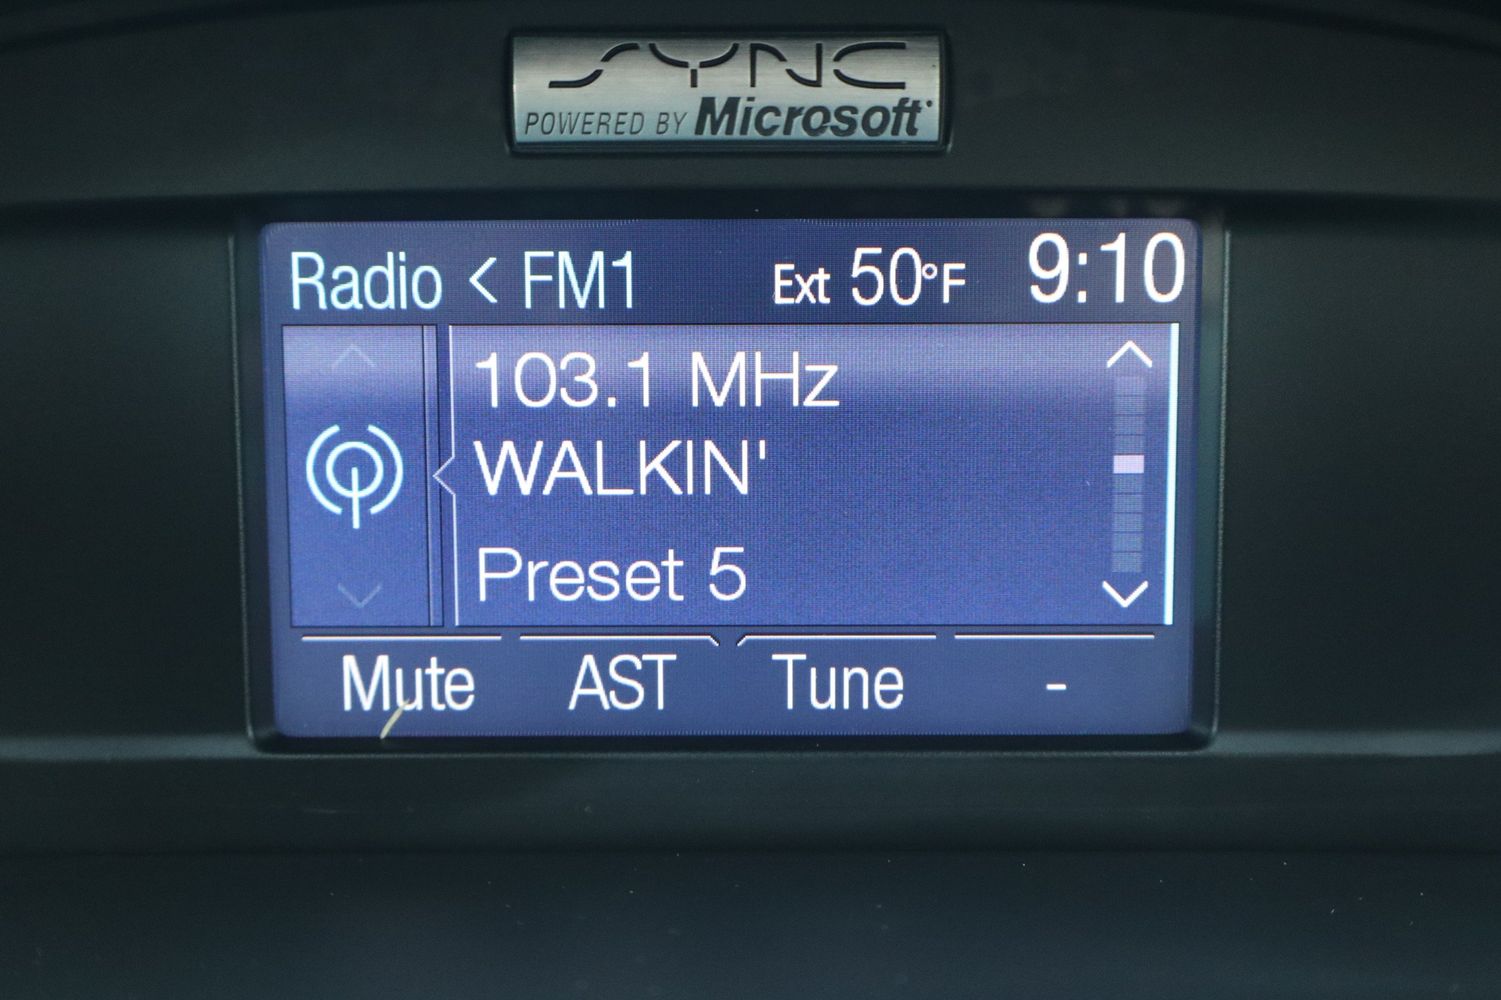 SYNC
POWERED BY Microsoft
Radio < FM1 Ext 50°F 9:10
103.1 MHz
WALKIN'
Preset 5
Mute AST Tune -